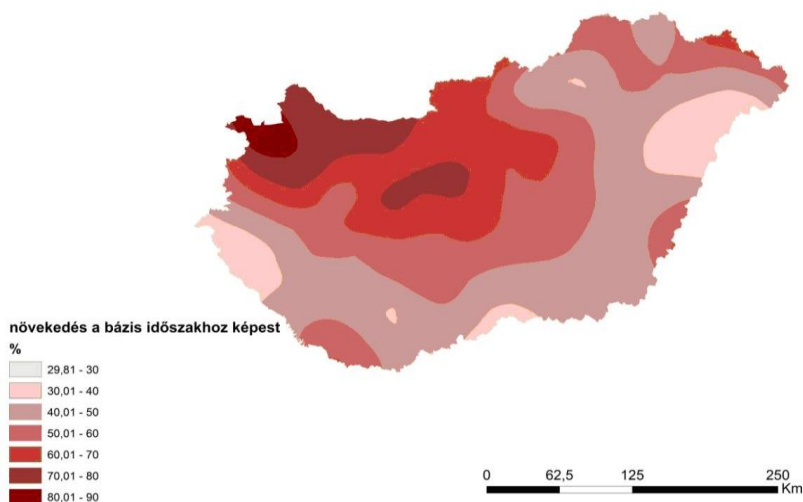 növekedés a bázis időszakhoz képest
%
29,81 - 30
30,01 - 40
40,01 - 50
50,01 - 60
60,01 - 70
70,01 - 80
80,01 - 90
0 62,5 125 250
Km